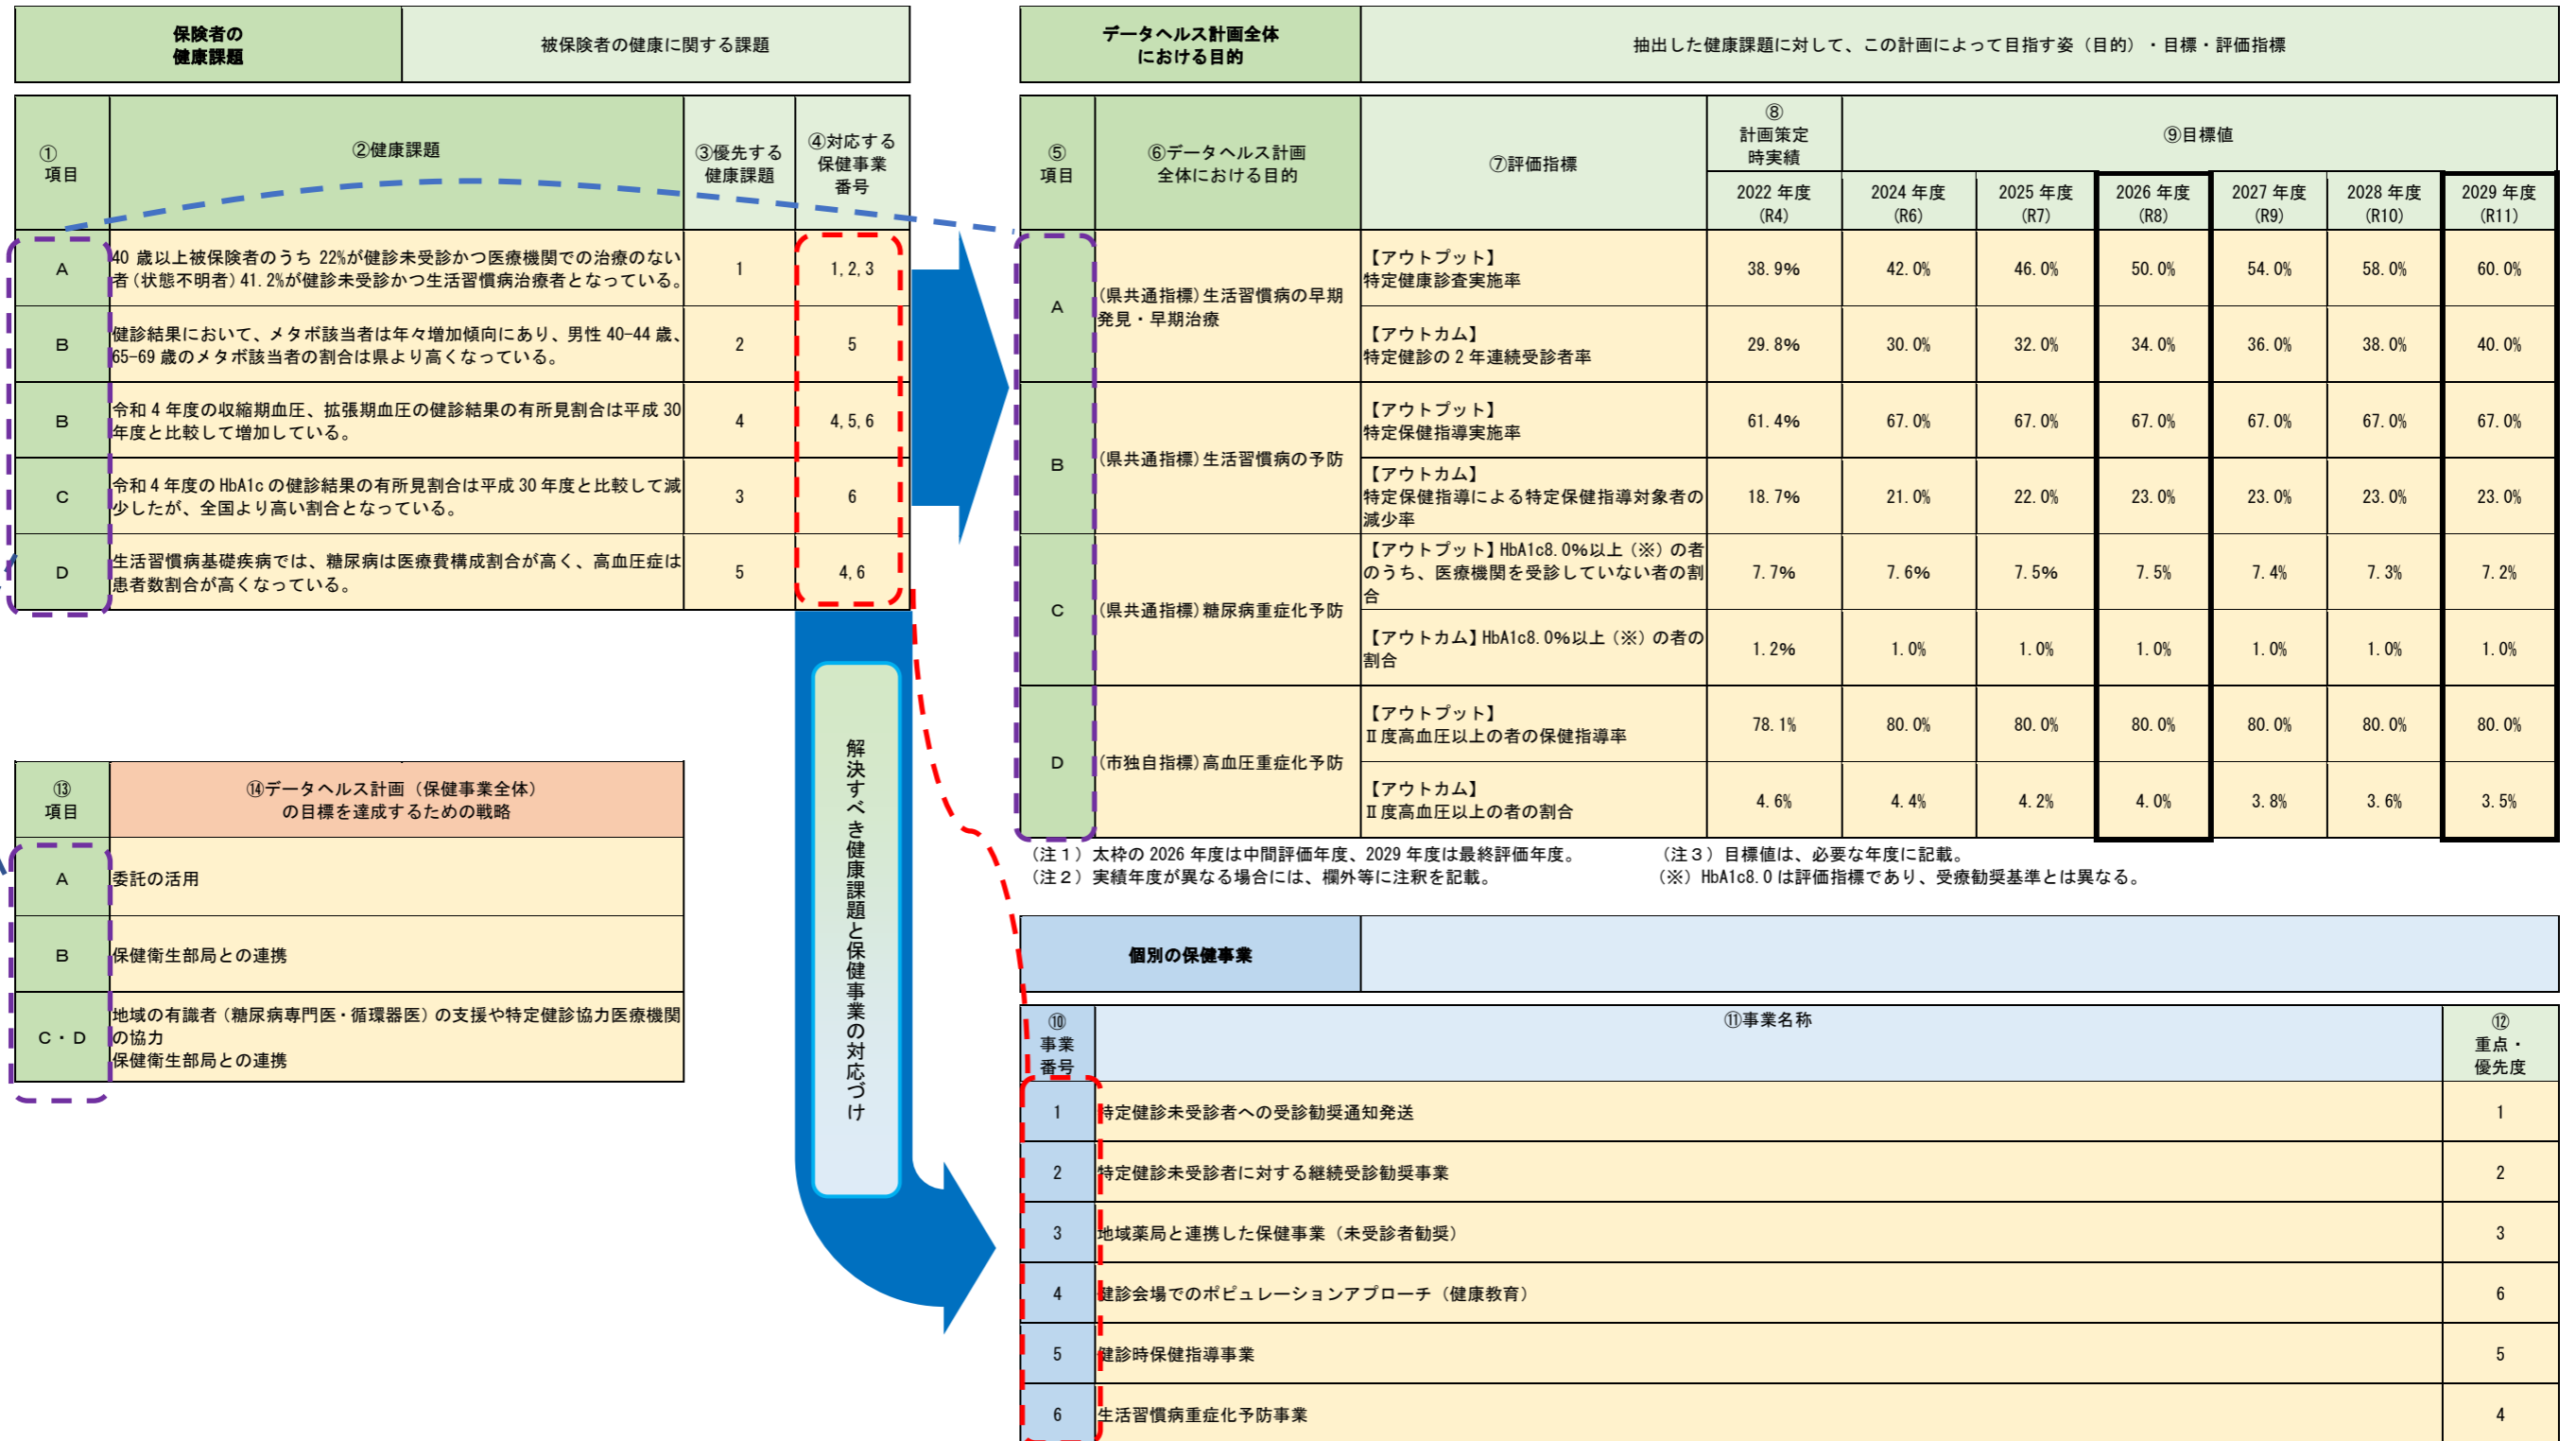 保険者の
健康課題
被保険者の健康に関する課題
①
項目
②健康課題
③優先する
健康課題
④対応する
保健事業
番号
A
40 歳以上被保険者のうち 22%が健診未受診かつ医療機関での治療のない
者(状態不明者)41.2%が健診未受診かつ生活習慣病治療者となっている。
1
1,2,3
B
健診結果において、メタボ該当者は年々増加傾向にあり、男性 40-44 歳、
65-69 歳のメタボ該当者の割合は県より高くなっている。
2
5
B
令和 4 年度の収縮期血圧、拡張期血圧の健診結果の有所見割合は平成 30
年度と比較して増加している。
4
4,5,6
C
令和 4 年度の HbA1c の健診結果の有所見割合は平成 30 年度と比較して減
少したが、全国より高い割合となっている。
3
6
D
生活習慣病基礎疾病では、糖尿病は医療費構成割合が高く、高血圧症は
患者数割合が高くなっている。
5
4,6
データヘルス計画全体
における目的
抽出した健康課題に対して、この計画によって目指す姿(目的)・目標・評価指標
⑤
項目
⑥データヘルス計画
全体における目的
⑦評価指標
⑧
計画策定
時実績
⑨目標値
2022 年度
(R4)
2024 年度
(R6)
2025 年度
(R7)
2026 年度
(R8)
2027 年度
(R9)
2028 年度
(R10)
2029 年度
(R11)
A
(県共通指標)生活習慣病の早期
発見・早期治療
【アウトプット】
特定健康診査実施率
38.9% 42.0% 46.0% 50.0% 54.0% 58.0% 60.0%
【アウトカム】
特定健診の 2 年連続受診者率
29.8% 30.0% 32.0% 34.0% 36.0% 38.0% 40.0%
B
(県共通指標)生活習慣病の予防
【アウトプット】
特定保健指導実施率
61.4% 67.0% 67.0% 67.0% 67.0% 67.0% 67.0%
【アウトカム】
特定保健指導による特定保健指導対象者の
減少率
18.7% 21.0% 22.0% 23.0% 23.0% 23.0% 23.0%
C
(県共通指標)糖尿病重症化予防
【アウトプット】HbA1c8.0%以上(※)の者
のうち、医療機関を受診していない者の割
合
7.7% 7.6% 7.5% 7.5% 7.4% 7.3% 7.2%
【アウトカム】HbA1c8.0%以上(※)の者の
割合
1.2% 1.0% 1.0% 1.0% 1.0% 1.0% 1.0%
D
(市独自指標)高血圧重症化予防
【アウトプット】
Ⅱ度高血圧以上の者の保健指導率
78.1% 80.0% 80.0% 80.0% 80.0% 80.0% 80.0%
【アウトカム】
Ⅱ度高血圧以上の者の割合
4.6% 4.4% 4.2% 4.0% 3.8% 3.6% 3.5%
(注1)太枠の 2026 年度は中間評価年度、2029 年度は最終評価年度。
(注3)目標値は、必要な年度に記載。
(注2)実績年度が異なる場合には、欄外等に注釈を記載。
(※)HbA1c8.0 は評価指標であり、受療勧奨基準とは異なる。
解決すべき健康課題と保健事業の対応づけ
⑬
項目
⑭データヘルス計画(保健事業全体)
の目標を達成するための戦略
A
委託の活用
B
保健衛生部局との連携
C・D
地域の有識者(糖尿病専門医・循環器医)の支援や特定健診協力医療機関
の協力
保健衛生部局との連携
個別の保健事業
⑩
事業
番号
⑪事業名称
⑫
重点・
優先度
1 特定健診未受診者への受診勧奨通知発送 1
2 特定健診未受診者に対する継続受診勧奨事業 2
3 地域薬局と連携した保健事業(未受診者勧奨) 3
4 健診会場でのポピュレーションアプローチ(健康教育) 6
5 健診時保健指導事業 5
6 生活習慣病重症化予防事業 4